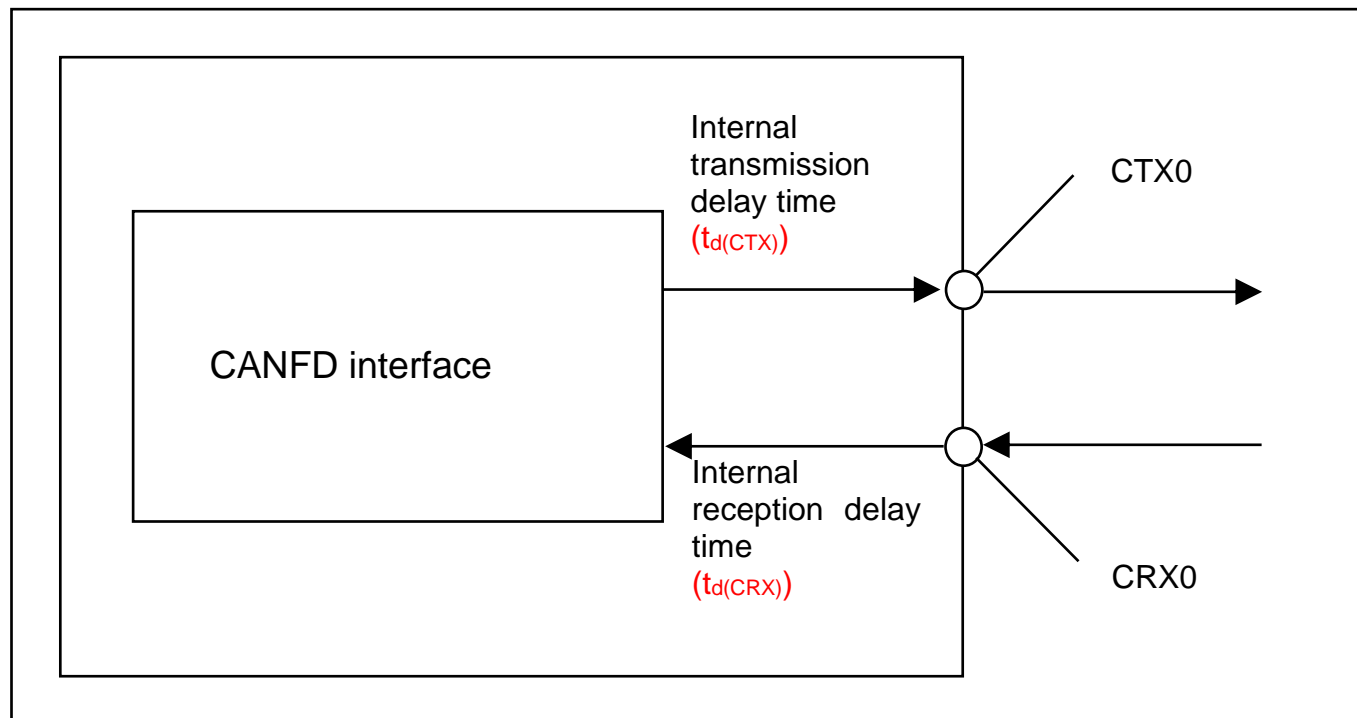 Internal
transmission
delay time
(td(CTX))
CTX0
CANFD interface
Internal
reception delay
time
(td(CRX))
CRX0